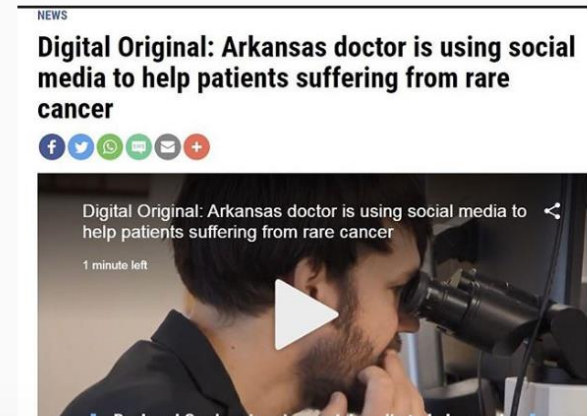 NEWS
Digital Original: Arkansas doctor is using social
media to help patients suffering from rare
cancer
Digital Original: Arkansas doctor is using social media to
help patients suffering from rare cancer
1 minute left